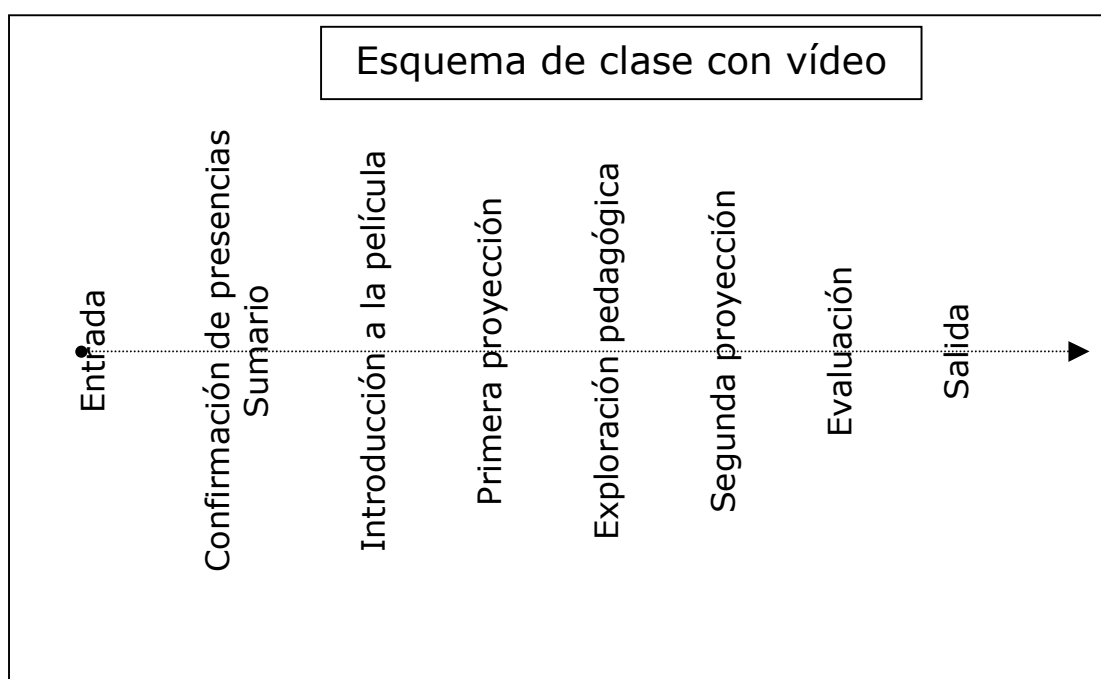 Esquema de clase con vídeo
Entrada
Confirmación de presencias
Sumario
Introducción a la película
Primera proyección
Exploración pedagógica
Segunda proyección
Evaluación
Salida